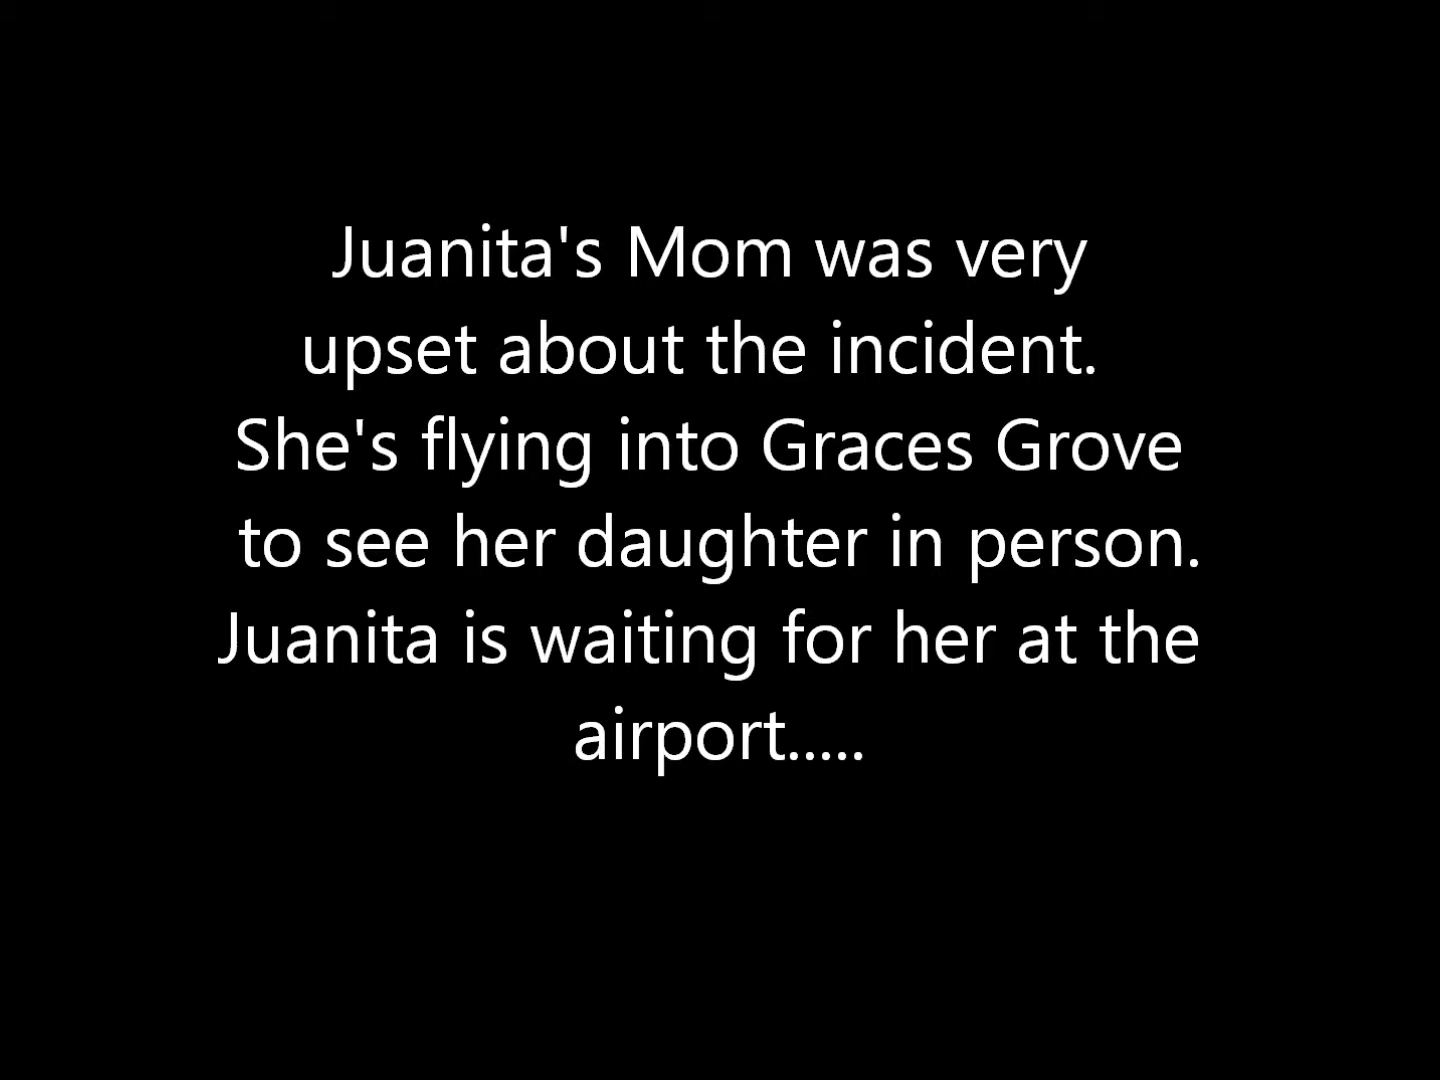 Juanita's Mom was very
upset about the incident.
She's flying into Graces Grove
to see her daughter in person.
Juanita is waiting for her at the
airport.....